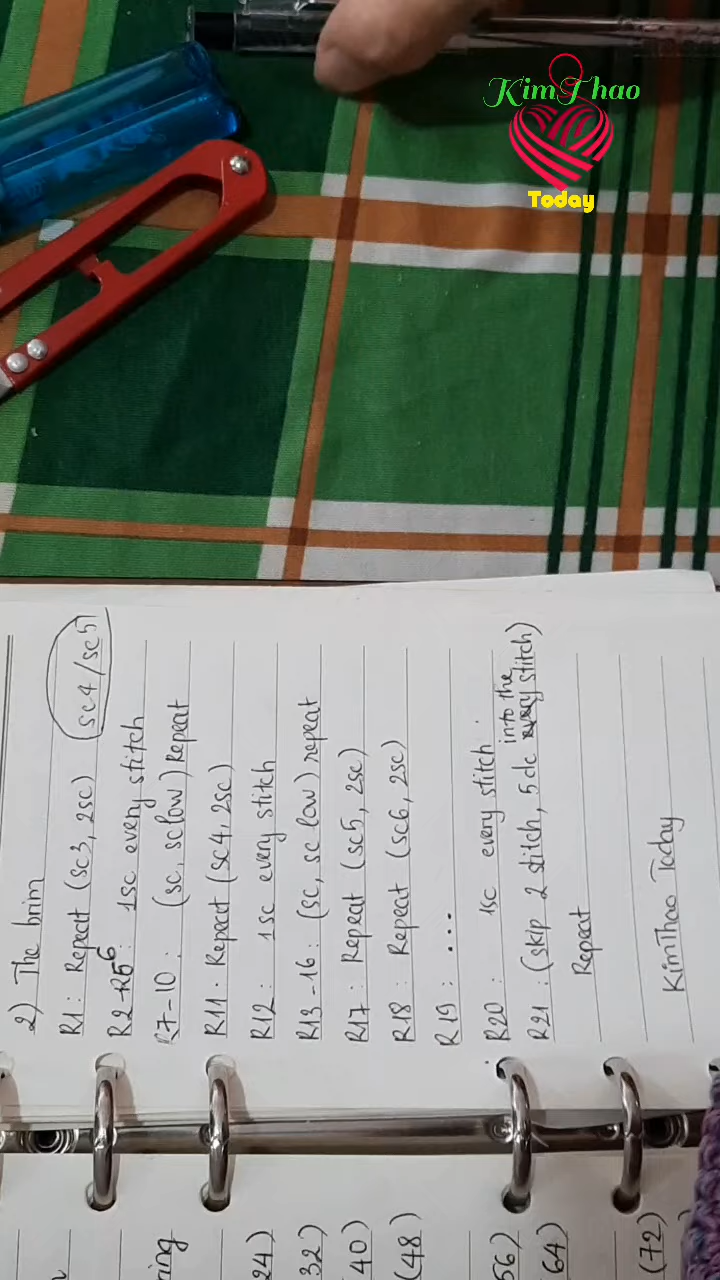 KimThao
Today
2) The brim
R1: Repeat (sc3, 2sc) (sc4/sc5)
R2-R6: 1sc every stitch
R7-10: (sc, sc low) Repeat
R11. Repeat (sc4, 2sc)
R12: 1sc every stitch
R13-16: (sc, sc low) repeat
R17: Repeat (sc5, 2sc)
R18: Repeat (sc6, 2sc)
R19: ...
R20: 1sc every stitch.
R21: (skip 2 stitch, 5dc into the stitch)
Repeat
KimThao Today
ring
24)
32)
40)
(48)
56)
64)
(72)